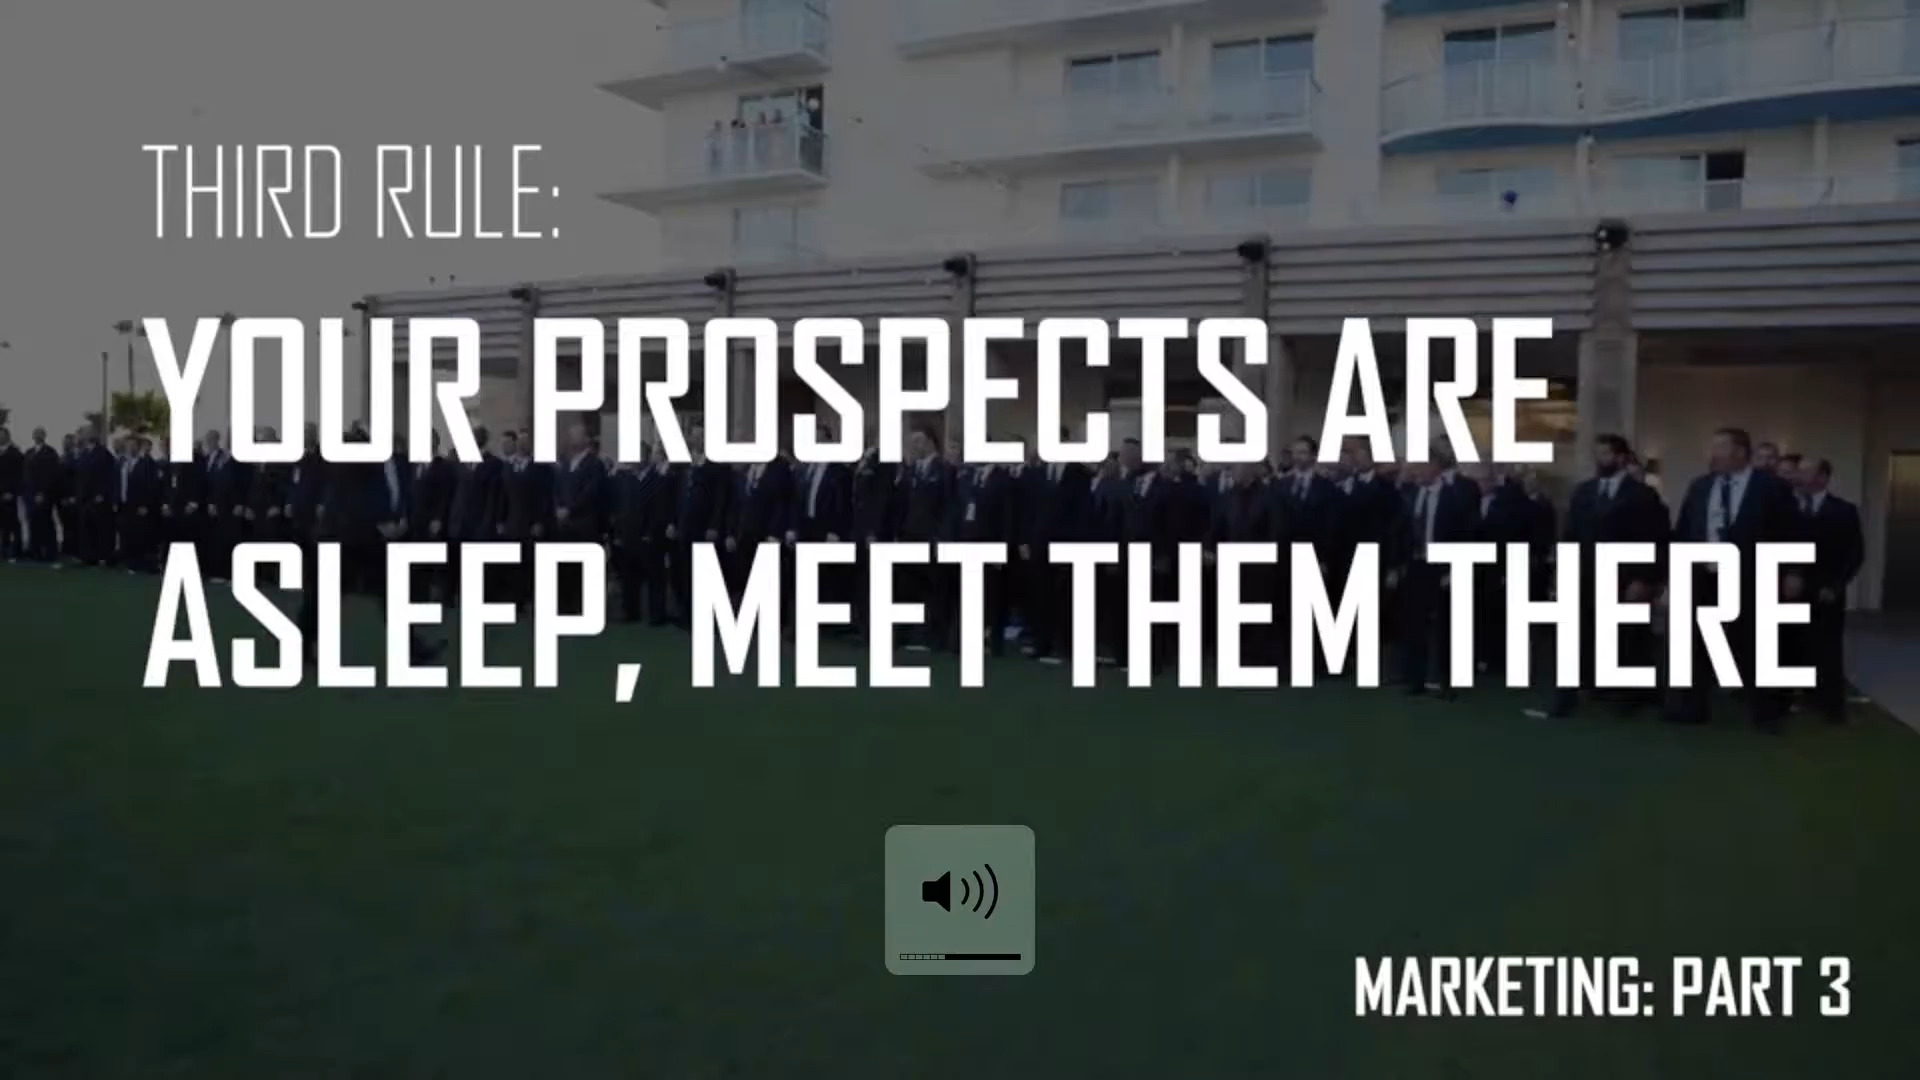 THIRD RULE:
YOUR PROSPECTS ARE
ASLEEP, MEET THEM THERE
MARKETING: PART 3